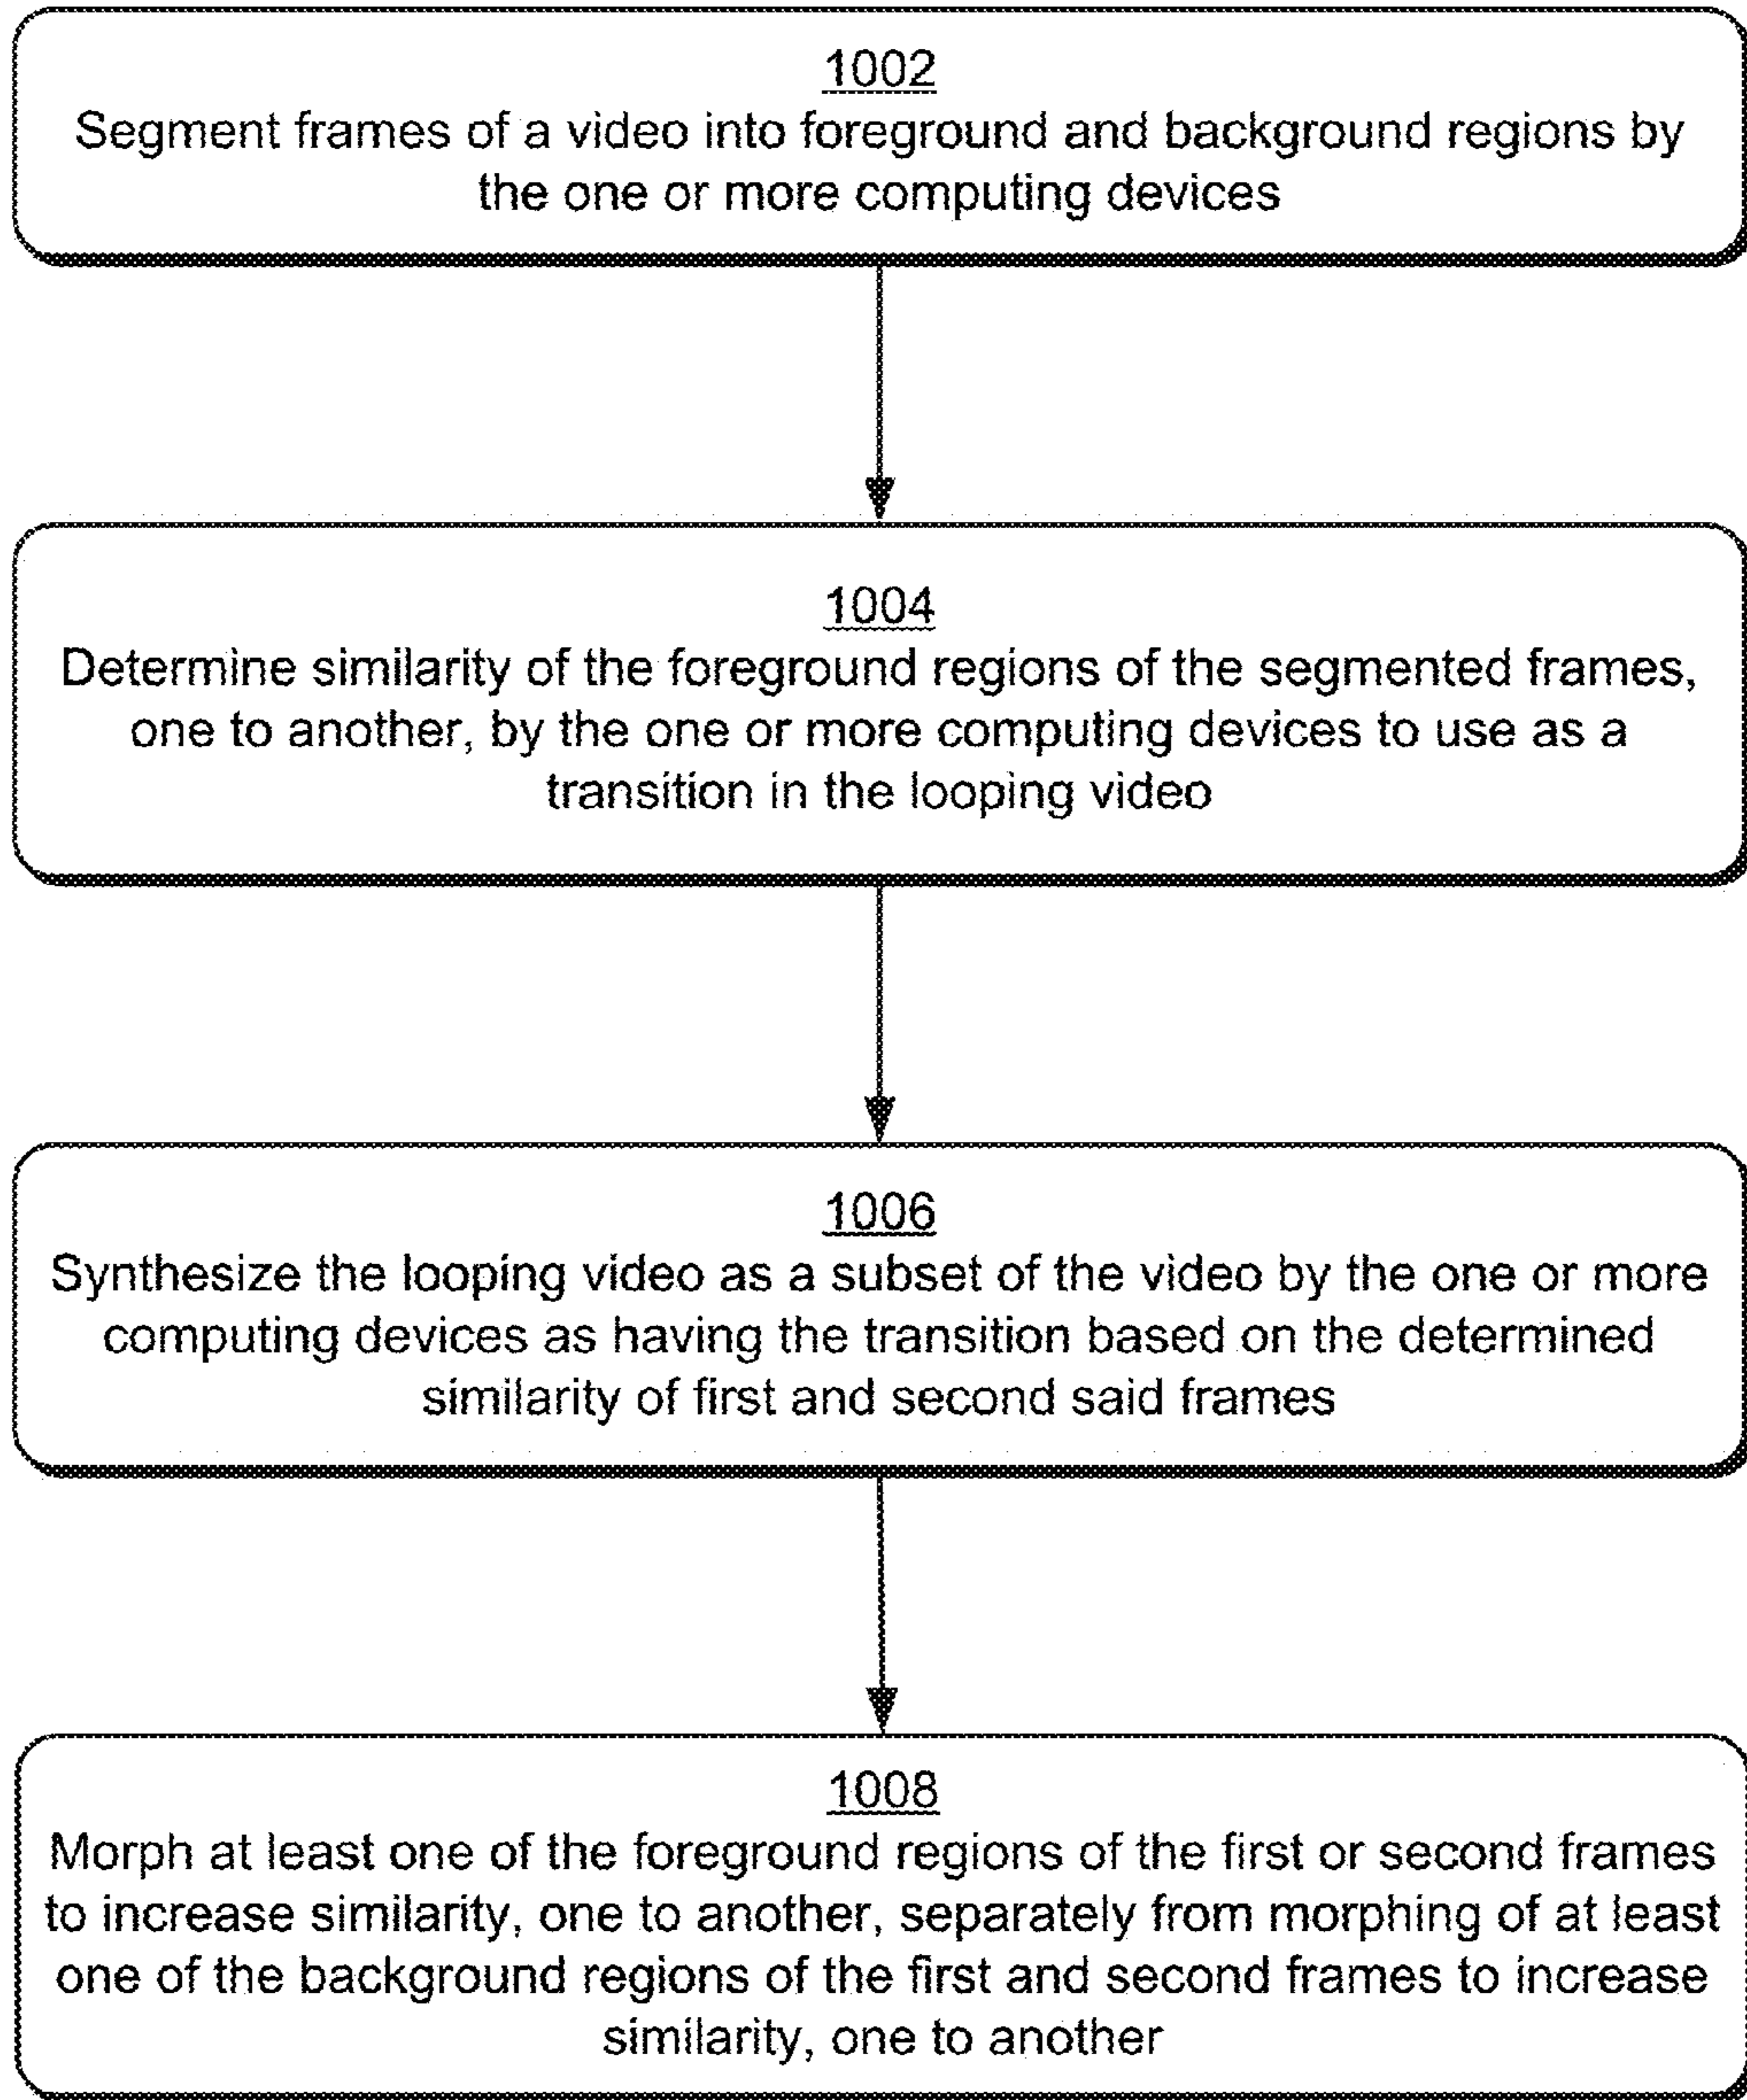 1002
Segment frames of a video into foreground and background regions by
the one or more computing devices
1004
Determine similarity of the foreground regions of the segmented frames,
one to another, by the one or more computing devices to use as a
transition in the looping video
1006
Synthesize the looping video as a subset of the video by the one or more
computing devices as having the transition based on the determined
similarity of first and second said frames
1008
Morph at least one of the foreground regions of the first or second frames
to increase similarity, one to another, separately from morphing of at least
one of the background regions of the first and second frames to increase
similarity, one to another